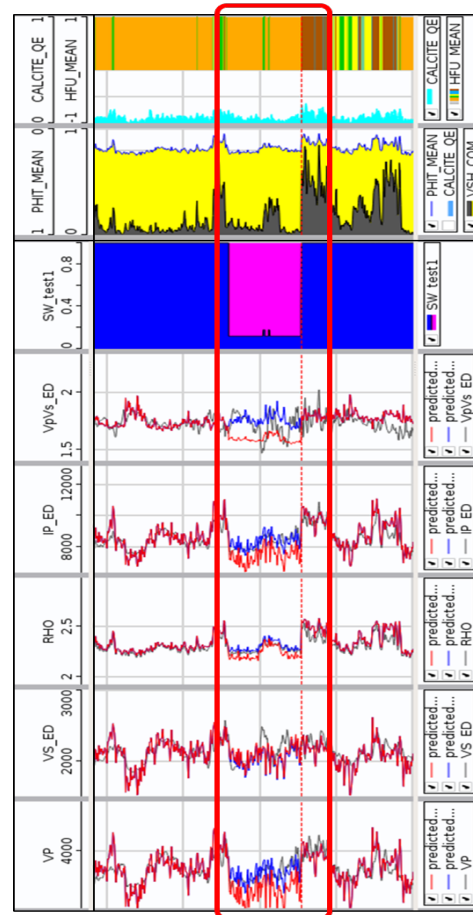 VP
4000
VS_ED
2000 3000
RHO
2 2.5
IP_ED
8000 12000
VpVs_ED
1.5 2
SW_test1
0 0.4 0.8
1 PHIT_MEAN 0
0 1
0 CALCITE_QE 1
-1 HFU_MEAN
predicted...
predicted...
VP
predicted...
predicted...
VS_ED
predicted...
predicted...
RHO
predicted...
predicted...
IP_ED
predicted...
predicted...
VpVs_ED
SW_test1
PHIT_MEAN
CALCITE_QE
VSH_COM
CALCITE_QE
HFU_MEAN